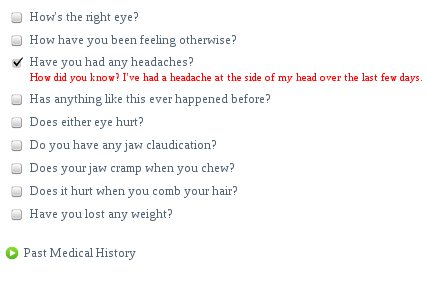 How's the right eye?
How have you been feeling otherwise?
Have you had any headaches?
How did you know? I've had a headache at the side of my head over the last few days.
Has anything like this ever happened before?
Does either eye hurt?
Do you have any jaw claudication?
Does your jaw cramp when you chew?
Does it hurt when you comb your hair?
Have you lost any weight?
Past Medical History